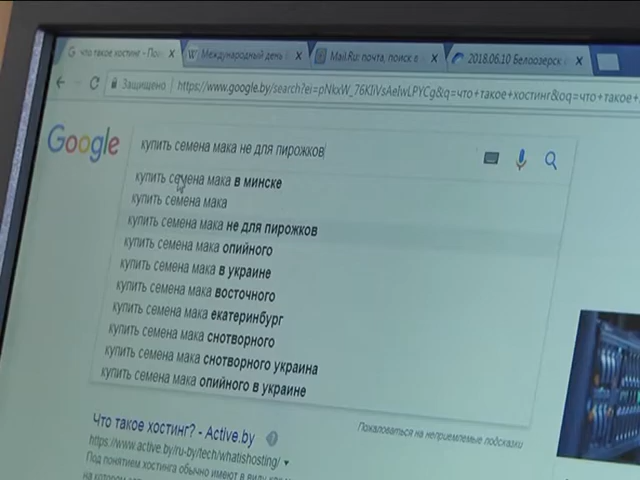 что такое хостинг - Пои
Международный день
Mail.Ru: почта, поиск в
2018.06.10 Белоозерск
Защищено
https://www.google.by/search?ei=pNkxW_76KIiVsAeIwLPYCg&q=что+такое+хостинг&oq=что+такое+
Google
купить семена мака не для пирожков
купить семена мака в минске
купить семена мака
купить семена мака не для пирожков
купить семена мака опийного
купить семена мака в украине
купить семена мака восточного
купить семена мака екатеринбург
купить семена мака снотворного
купить семена мака снотворного украина
купить семена мака опийного в украине
Пожаловаться на неприемлемые подсказки
Что такое хостинг? - Active.by
https://www.active.by/ru-by/tech/whatishosting/
Под понятием хостинга обычно имеют в виду